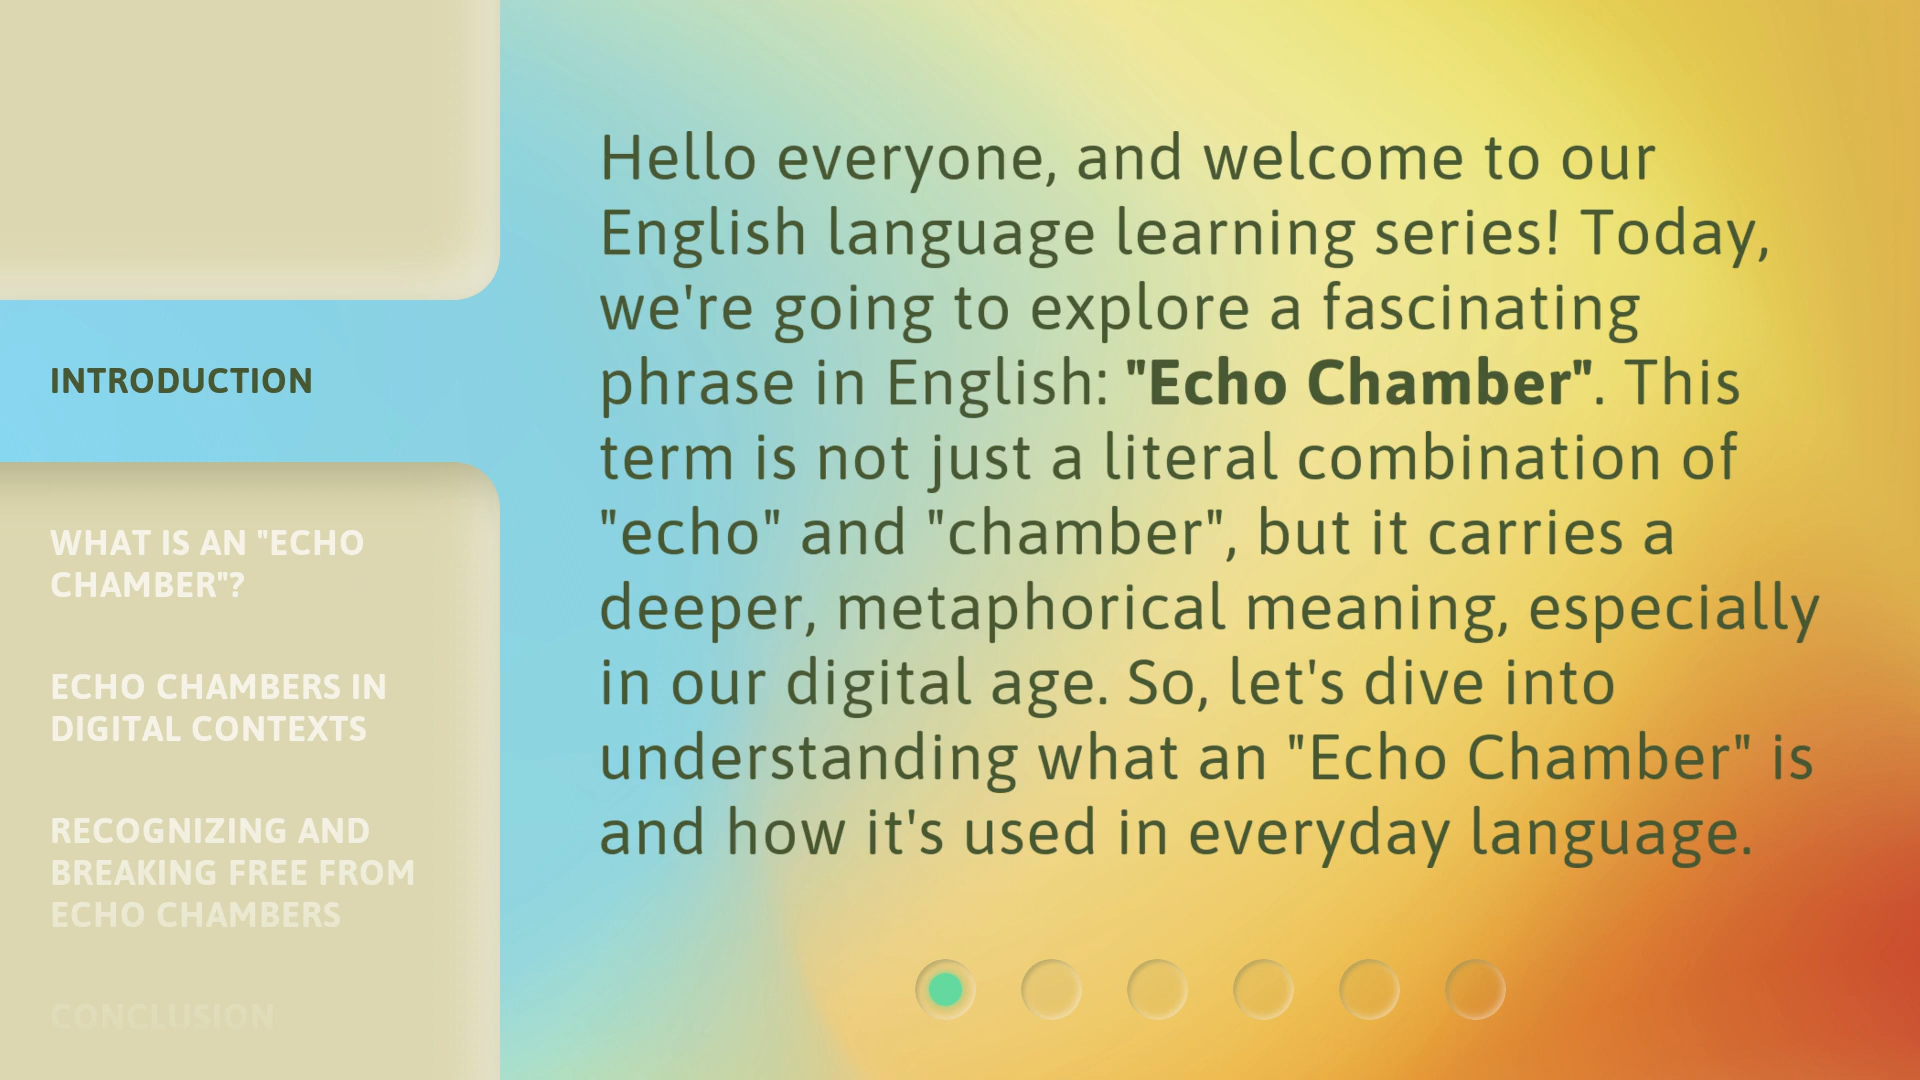 INTRODUCTION
WHAT IS AN "ECHO
CHAMBER"?
ECHO CHAMBERS IN
DIGITAL CONTEXTS
RECOGNIZING AND
BREAKING FREE FROM
ECHO CHAMBERS
CONCLUSION
Hello everyone, and welcome to our
English language learning series! Today,
we're going to explore a fascinating
phrase in English: "Echo Chamber". This
term is not just a literal combination of
"echo" and "chamber", but it carries a
deeper, metaphorical meaning, especially
in our digital age. So, let's dive into
understanding what an "Echo Chamber" is
and how it's used in everyday language.